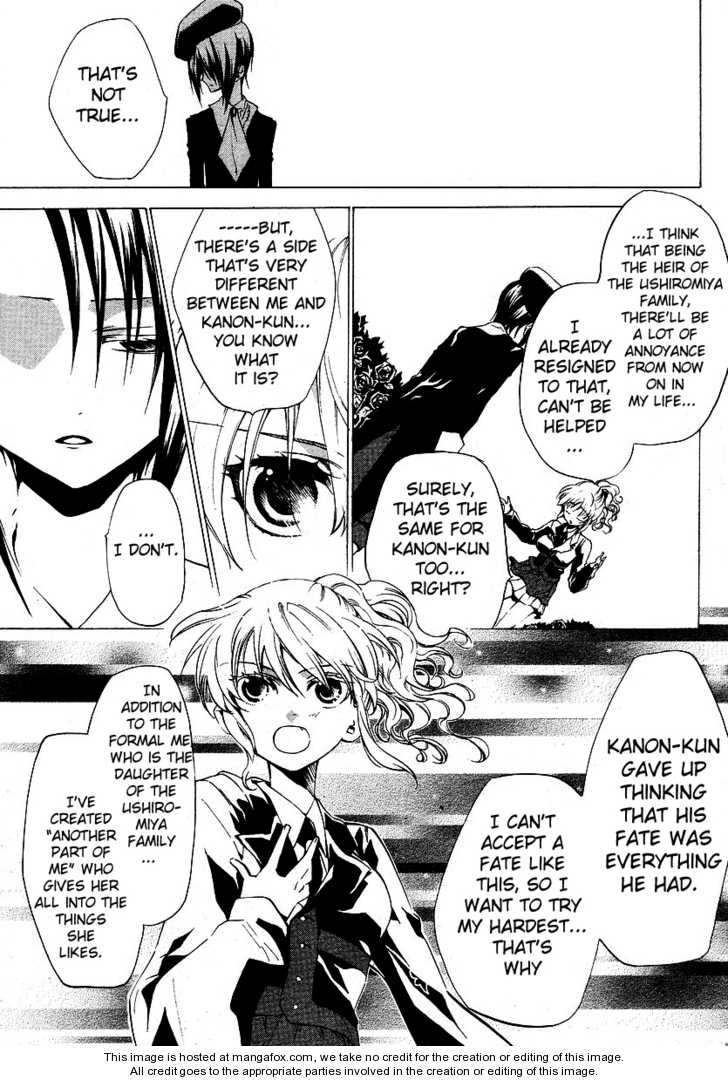 THAT'S
NOT
TRUE...
...I THINK
THAT BEING
THE HEIR OF
THE USHIROMIYA
FAMILY,
THERE'LL BE
A LOT OF
ANNOYANCE
FROM NOW
ON IN
MY LIFE...
I
ALREADY
RESIGNED
TO THAT,
CAN'T BE
HELPED
...
SURELY,
THAT'S THE
SAME FOR
KANON-KUN
TOO...
RIGHT?
-----BUT,
THERE'S A SIDE
THAT'S VERY
DIFFERENT
BETWEEN ME AND
KANON-KUN...
YOU KNOW
WHAT
IT IS?
...
I DON'T.
KANON-KUN
GAVE UP
THINKING
THAT HIS
FATE WAS
EVERYTHING
HE HAD.
I CAN'T
ACCEPT A
FATE LIKE
THIS, SO I
WANT TO TRY
MY HARDEST...
THAT'S
WHY
IN
ADDITION
TO THE
FORMAL ME
WHO IS THE
DAUGHTER
OF THE
USHIRO-
MIYA
FAMILY
...
I'VE
CREATED
"ANOTHER
PART OF
ME" WHO
GIVES HER
ALL INTO THE
THINGS
SHE
LIKES.
This image is hosted at mangafox.com, we take no credit for the creation or editing of this image.
All credit goes to the appropriate parties involved in the creation or editing of this image.